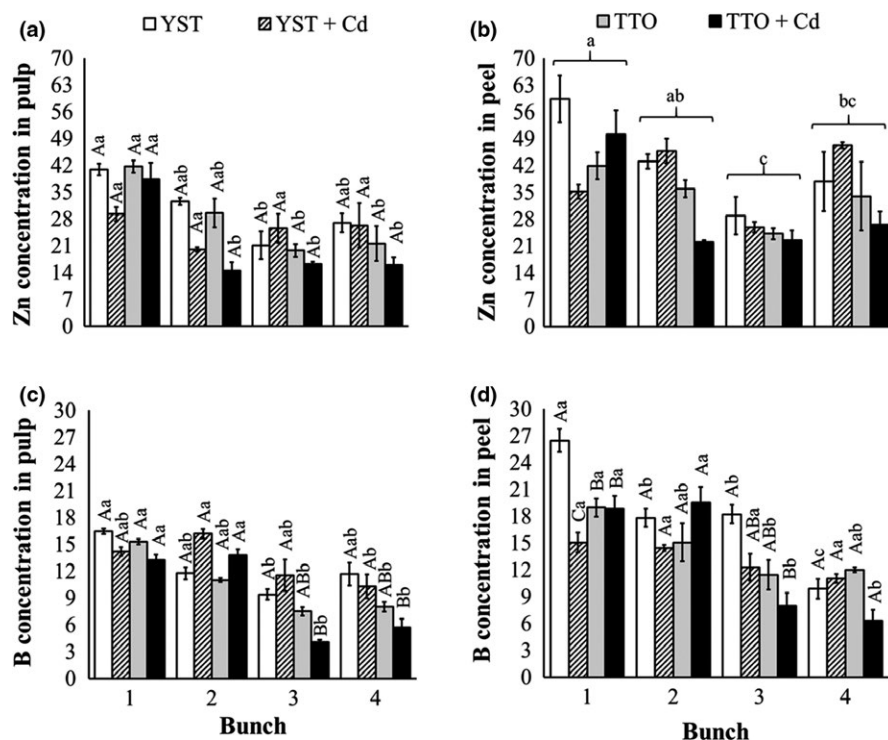 (a) YST YST + Cd
(b) TTO TTO + Cd
Zn concentration in pulp
70
63
56
49
42
35
28
21
14
7
0
Aa Aa Aa Aa
Aab Aa Aab Ab
Ab Aa Ab Ab
Aab Aa Ab Ab
Zn concentration in peel
70
63
56
49
42
35
28
21
14
7
0
a
ab
c
bc
(c)
B concentration in pulp
30
27
24
21
18
15
12
9
6
3
0
Aa Aab Aa Aa
Aab Aa Aab Aa
Ab Aab ABb Bb
Aab Ab ABb Bb
1 2 3 4
Bunch
(d)
B concentration in peel
30
27
24
21
18
15
12
9
6
3
0
Aa Ca Ba Ba
Ab Aa Aab Aa
Ab ABa ABb Bb
Ac Aa Aab Ab
1 2 3 4
Bunch